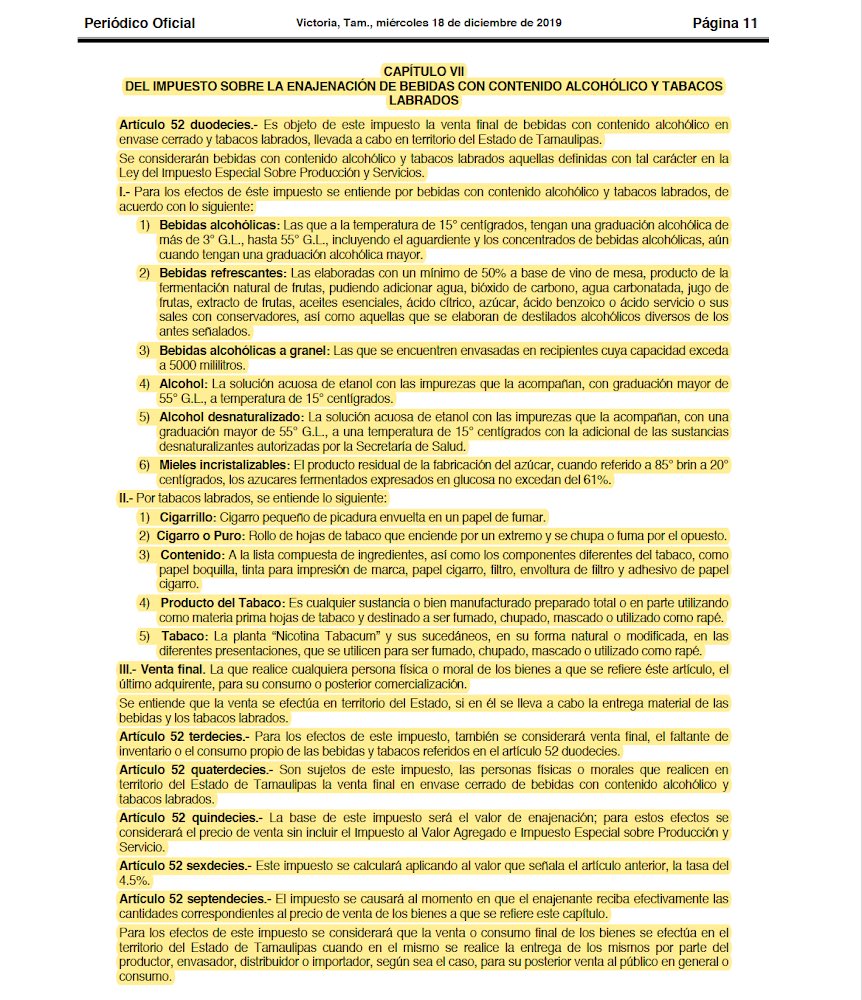 Periódico Oficial Victoria, Tam., miércoles 18 de diciembre de 2019 Página 11
CAPÍTULO VII
DEL IMPUESTO SOBRE LA ENAJENACIÓN DE BEBIDAS CON CONTENIDO ALCOHÓLICO Y TABACOS
LABRADOS
Artículo 52 duodecies.- Es objeto de este impuesto la venta final de bebidas con contenido alcohólico en
envase cerrado y tabacos labrados, llevada a cabo en territorio del Estado de Tamaulipas.
Se considerarán bebidas con contenido alcohólico y tabacos labrados aquellas definidas con tal carácter en la
Ley del Impuesto Especial Sobre Producción y Servicios.
I.- Para los efectos de éste impuesto se entiende por bebidas con contenido alcohólico y tabacos labrados, de
acuerdo con lo siguiente:
1) Bebidas alcohólicas: Las que a la temperatura de 15° centígrados, tengan una graduación alcohólica de
más de 3° G.L., hasta 55° G.L., incluyendo el aguardiente y los concentrados de bebidas alcohólicas, aún
cuando tengan una graduación alcohólica mayor.
2) Bebidas refrescantes: Las elaboradas con un mínimo de 50% a base de vino de mesa, producto de la
fermentación natural de frutas, pudiendo adicionar agua, bióxido de carbono, agua carbonatada, jugo de
frutas, extracto de frutas, aceites esenciales, ácido cítrico, azúcar, ácido benzoico o ácido servicio o sus
sales con conservadores, así como aquellas que se elaboran de destilados alcohólicos diversos de los
antes señalados.
3) Bebidas alcohólicas a granel: Las que se encuentren envasadas en recipientes cuya capacidad exceda
a 5000 mililitros.
4) Alcohol: La solución acuosa de etanol con las impurezas que la acompañan, con graduación mayor de
55° G.L., a temperatura de 15° centígrados.
5) Alcohol desnaturalizado: La solución acuosa de etanol con las impurezas que la acompañan, con una
graduación mayor de 55° G.L., a una temperatura de 15° centígrados con la adicional de las sustancias
desnaturalizantes autorizadas por la Secretaría de Salud.
6) Mieles incristalizables: El producto residual de la fabricación del azúcar, cuando referido a 85° brin a 20°
centígrados, los azucares fermentados expresados en glucosa no excedan del 61%.
II.- Por tabacos labrados, se entiende lo siguiente:
1) Cigarrillo: Cigarro pequeño de picadura envuelta en un papel de fumar.
2) Cigarro o Puro: Rollo de hojas de tabaco que enciende por un extremo y se chupa o fuma por el opuesto.
3) Contenido: A la lista compuesta de ingredientes, así como los componentes diferentes del tabaco, como
papel boquilla, tinta para impresión de marca, papel cigarro, filtro, envoltura de filtro y adhesivo de papel
cigarro.
4) Producto del Tabaco: Es cualquier sustancia o bien manufacturado preparado total o en parte utilizando
como materia prima hojas de tabaco y destinado a ser fumado, chupado, mascado o utilizado como rapé.
5) Tabaco: La planta “Nicotina Tabacum” y sus sucedáneos, en su forma natural o modificada, en las
diferentes presentaciones, que se utilicen para ser fumado, chupado, mascado o utilizado como rapé.
III.- Venta final. La que realice cualquiera persona física o moral de los bienes a que se refiere éste artículo, el
último adquirente, para su consumo o posterior comercialización.
Se entiende que la venta se efectúa en territorio del Estado, si en él se lleva a cabo la entrega material de las
bebidas y los tabacos labrados.
Artículo 52 terdecies.- Para los efectos de este impuesto, también se considerará venta final, el faltante de
inventario o el consumo propio de las bebidas y tabacos referidos en el artículo 52 duodecies.
Artículo 52 quaterdecies.- Son sujetos de este impuesto, las personas físicas o morales que realicen en
territorio del Estado de Tamaulipas la venta final en envase cerrado de bebidas con contenido alcohólico y
tabacos labrados.
Artículo 52 quindecies.- La base de este impuesto será el valor de enajenación; para estos efectos se
considerará el precio de venta sin incluir el Impuesto al Valor Agregado e Impuesto Especial sobre Producción y
Servicio.
Artículo 52 sexdecies.- Este impuesto se calculará aplicando al valor que señala el artículo anterior, la tasa del
4.5%.
Artículo 52 septendecies.- El impuesto se causará al momento en que el enajenante reciba efectivamente las
cantidades correspondientes al precio de venta de los bienes a que se refiere este capítulo.
Para los efectos de este impuesto se considerará que la venta o consumo final de los bienes se efectúa en el
territorio del Estado de Tamaulipas cuando en el mismo se realice la entrega de los mismos por parte del
productor, envasador, distribuidor o importador, según sea el caso, para su posterior venta al público en general o
consumo.